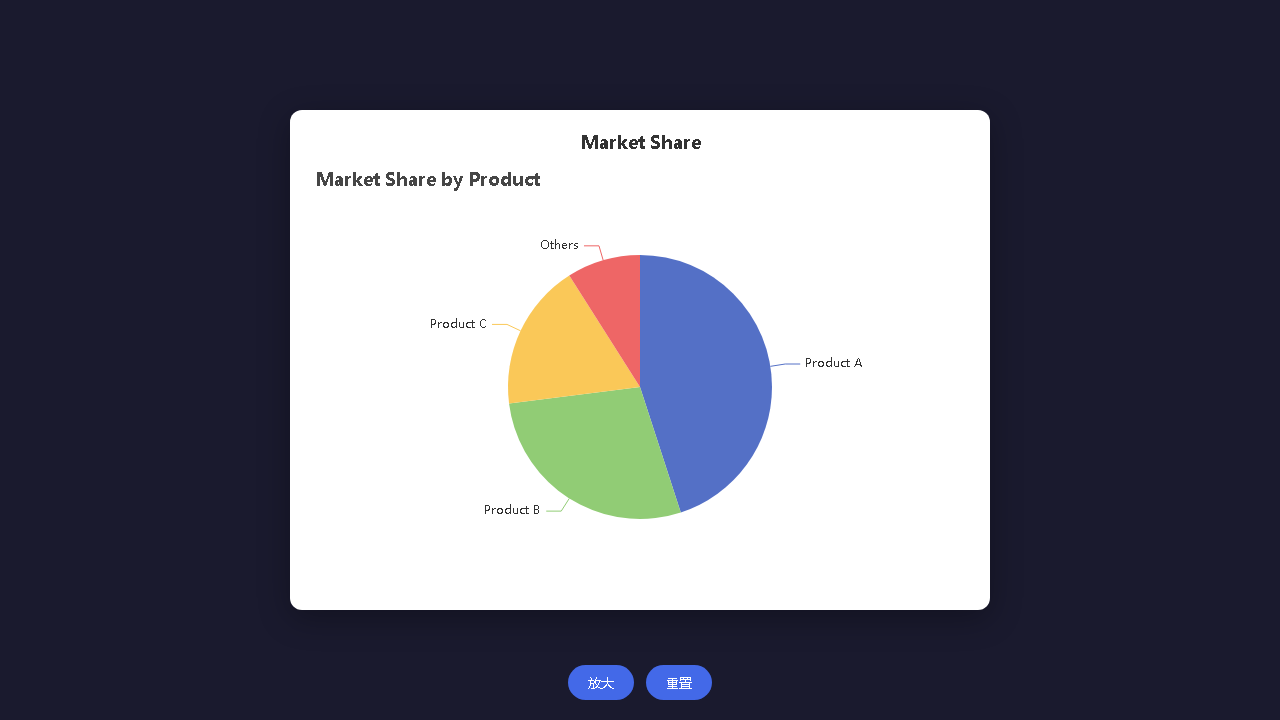 Market Share
Market Share by Product
Others
Product C
Product A
Product B
放大
重置